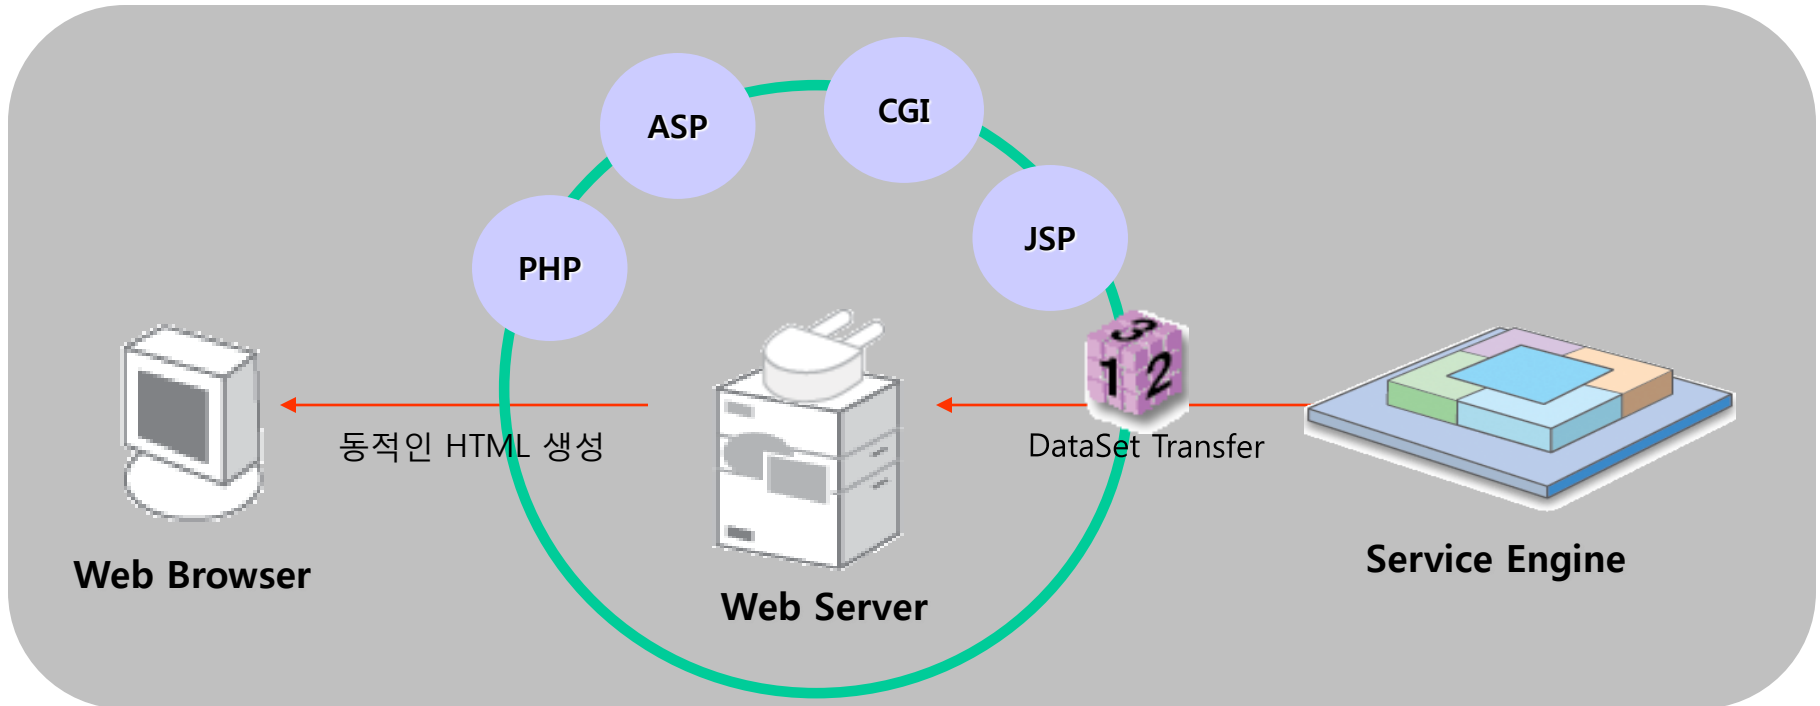 ASP
CGI
PHP
JSP
3
1 2
동적인 HTML 생성
DataSet Transfer
Web Browser
Web Server
Service Engine